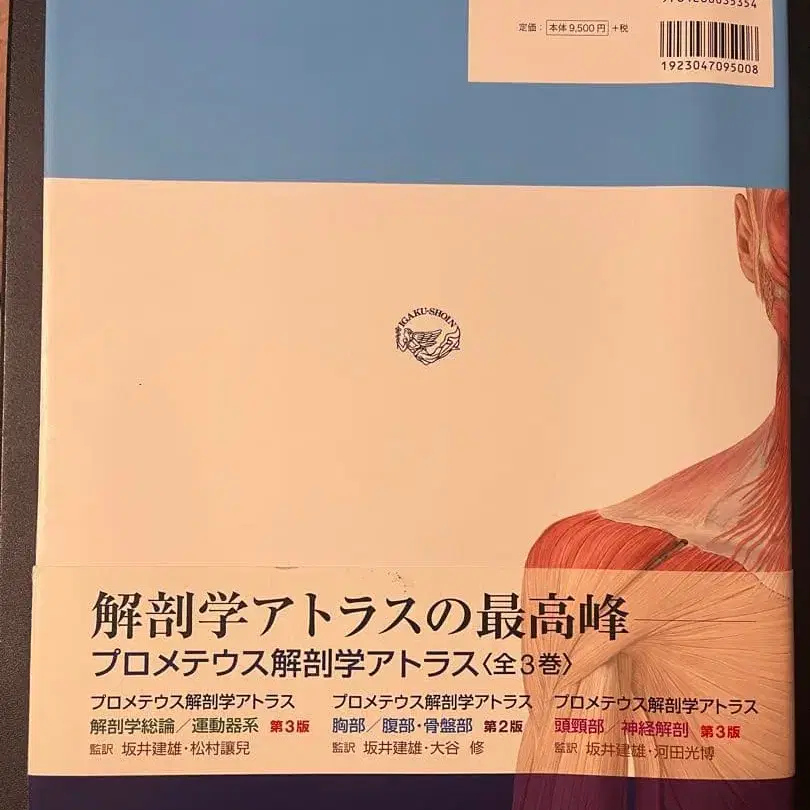 定価：本体9,500円+税
1923047095008
IGAKU-SHOIN
解剖学アトラスの最高峰
プロメテウス解剖学アトラス〈全3巻〉
プロメテウス解剖学アトラス
解剖学総論／運動器系 第3版
監訳 坂井建雄・松村讓兒
プロメテウス解剖学アトラス
胸部／腹部・骨盤部 第2版
監訳 坂井建雄・大谷 修
プロメテウス解剖学アトラス
頭頸部／神経解剖 第3版
監訳 坂井建雄・河田光博